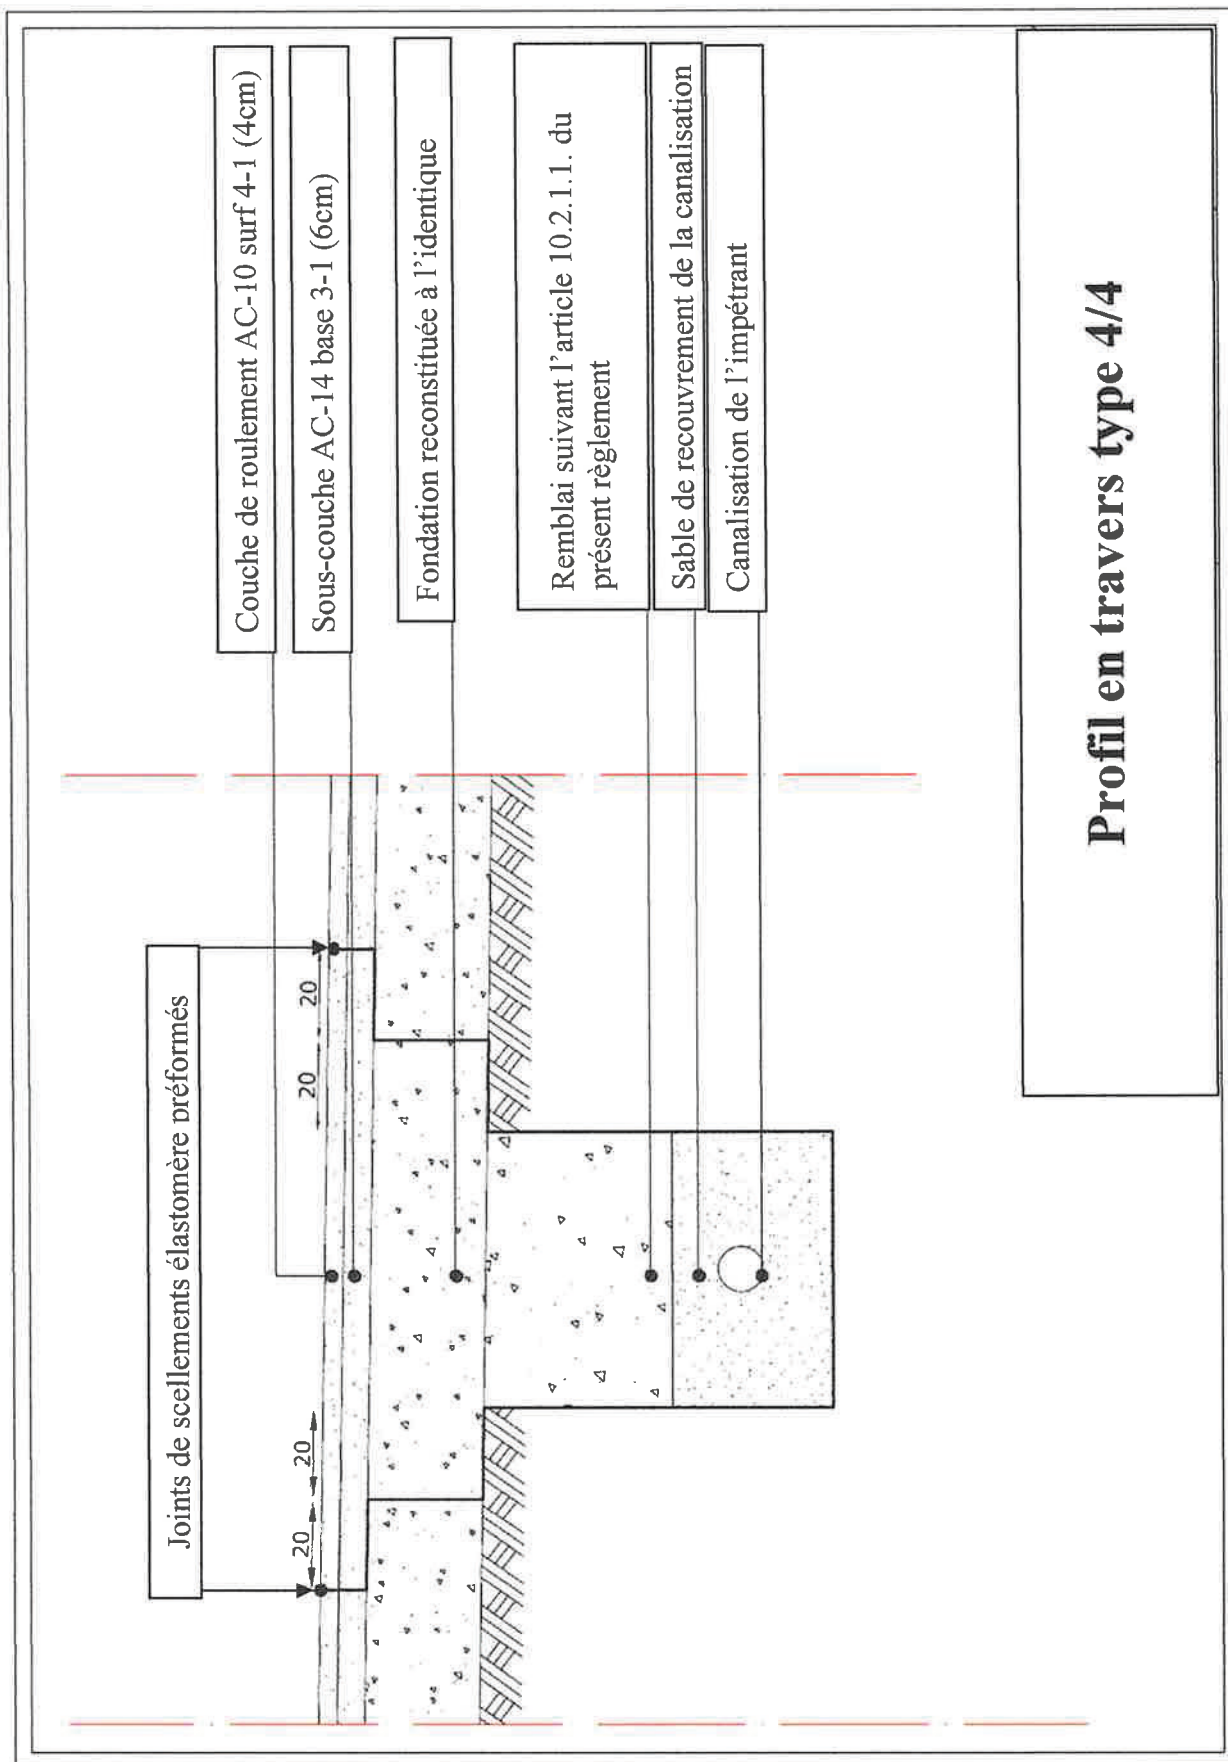 Joints de scellements élastomère préformés
20
20
20
20
Couche de roulement AC-10 surf 4-1 (4cm)
Sous-couche AC-14 base 3-1 (6cm)
Fondation reconstituée à l'identique
Remblai suivant l'article 10.2.1.1. du
présent règlement
Sable de recouvrement de la canalisation
Canalisation de l'impétrant
Profil en travers type 4/4